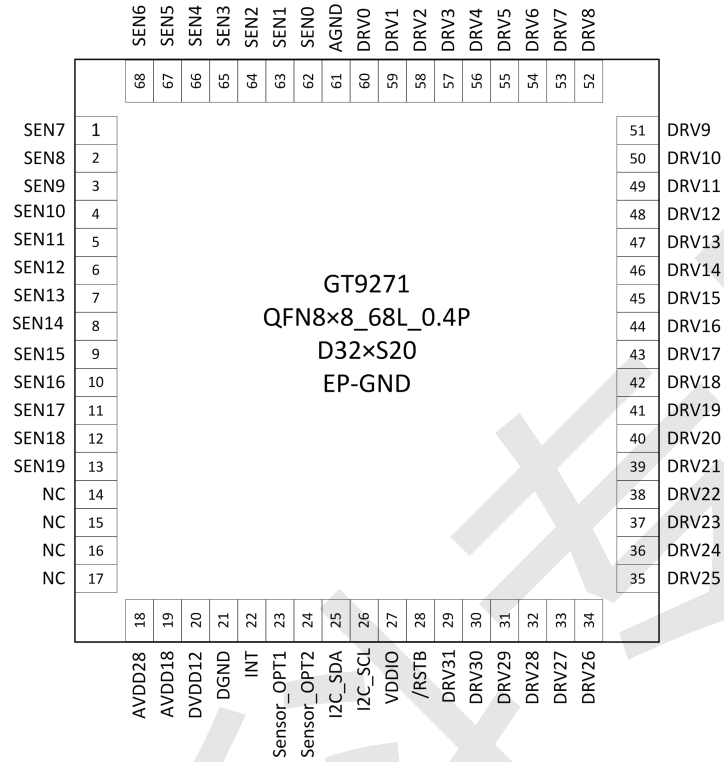 SEN6 SEN5 SEN4 SEN3 SEN2 SEN1 SEN0 AGND DRV0 DRV1 DRV2 DRV3 DRV4 DRV5 DRV6 DRV7 DRV8
68 67 66 65 64 63 62 61 60 59 58 57 56 55 54 53 52
SEN7 1 51 DRV9
SEN8 2 50 DRV10
SEN9 3 49 DRV11
SEN10 4 48 DRV12
SEN11 5 47 DRV13
SEN12 6 46 DRV14
SEN13 7 45 DRV15
SEN14 8 44 DRV16
SEN15 9 43 DRV17
SEN16 10 42 DRV18
SEN17 11 41 DRV19
SEN18 12 40 DRV20
SEN19 13 39 DRV21
NC 14 38 DRV22
NC 15 37 DRV23
NC 16 36 DRV24
NC 17 35 DRV25
GT9271
QFN8×8_68L_0.4P
D32×S20
EP-GND
18 19 20 21 22 23 24 25 26 27 28 29 30 31 32 33 34
AVDD28 AVDD18 DVDD12 DGND INT Sensor_OPT1 Sensor_OPT2 I2C_SDA I2C_SCL VDDIO /RSTB DRV31 DRV30 DRV29 DRV28 DRV27 DRV26